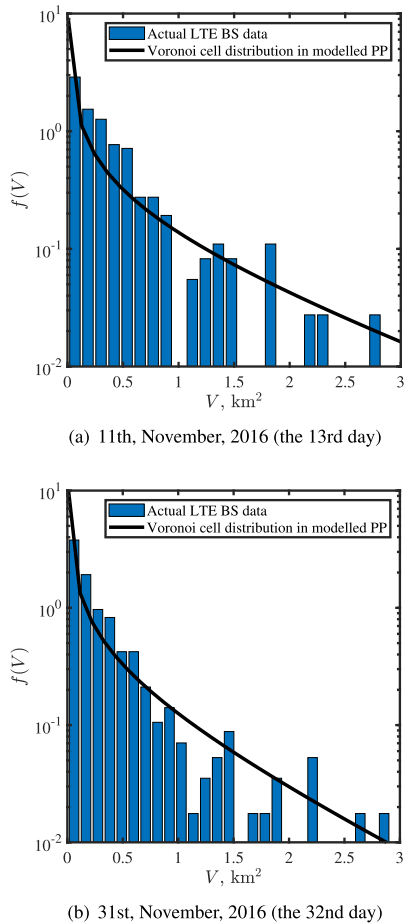 10^1
Actual LTE BS data
Voronoi cell distribution in modelled PP
10^0
f(V)
10^-1
10^-2
0 0.5 1 1.5 2 2.5 3
V, km^2
(a) 11th, November, 2016 (the 13rd day)
10^1
Actual LTE BS data
Voronoi cell distribution in modelled PP
10^0
f(V)
10^-1
10^-2
0 0.5 1 1.5 2 2.5 3
V, km^2
(b) 31st, November, 2016 (the 32nd day)